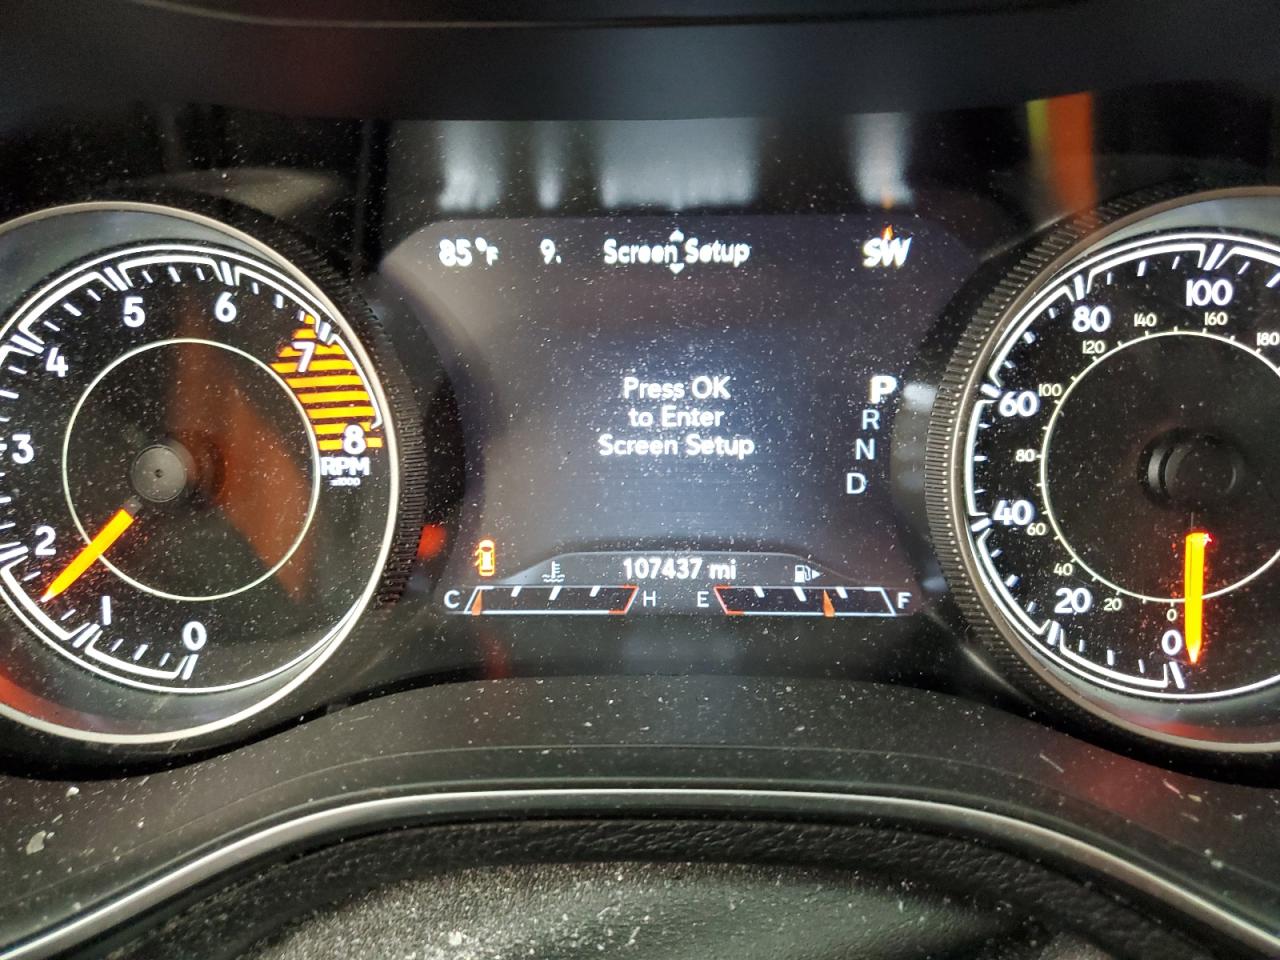 85°F 9. Screen Setup SW
Press OK
to Enter
Screen Setup
P
R
N
D
107437 mi
C H E F
0
1
2
3
4
5
6
7
8
RPM
x1000
0
20
40
60
80
100
0
20
40
60
80
100
120
140
160
180